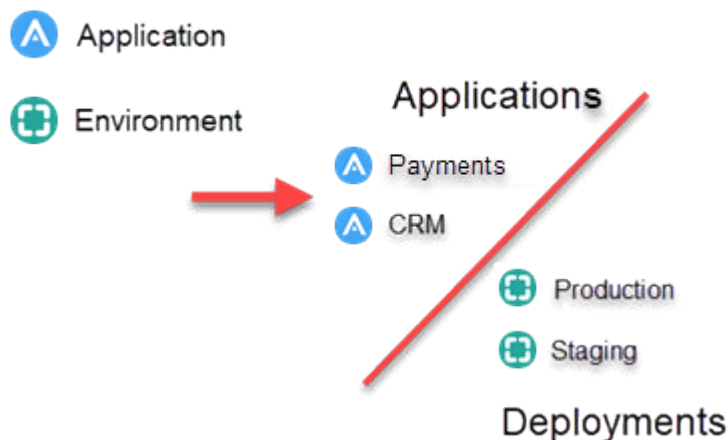 Application
Environment
Applications
Payments
CRM
Production
Staging
Deployments